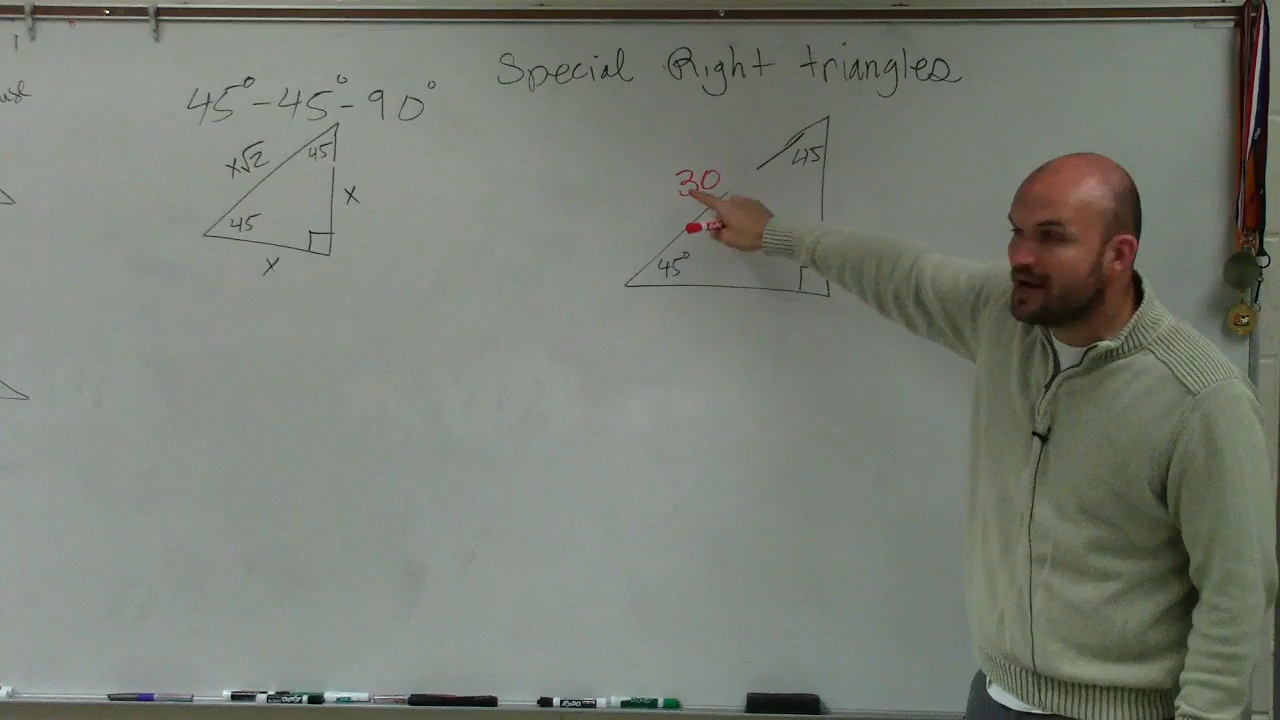 Special Right triangles
45°-45°-90°
x√2
45
x
45
x
45
30
45°